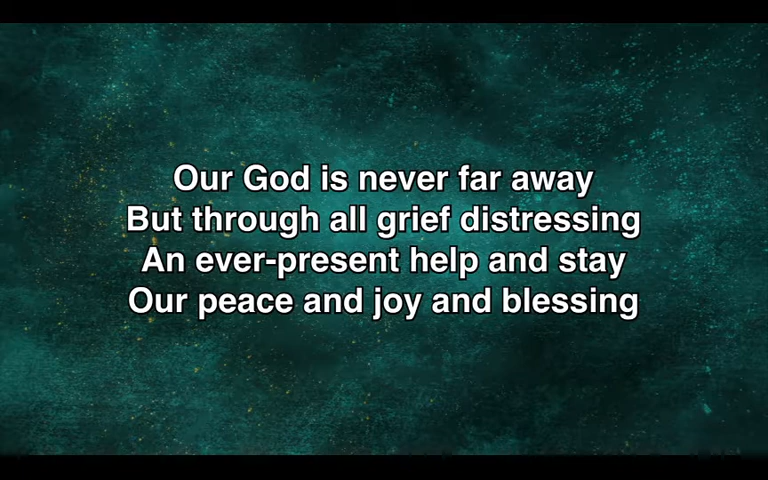 Our God is never far away
But through all grief distressing
An ever-present help and stay
Our peace and joy and blessing